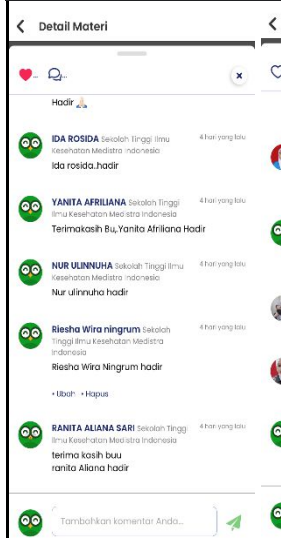 Detail Materi
Hadir 🙏
IDA ROSIDA Sekolah Tinggi Ilmu
Kesehatan Medistra Indonesia
4 hari yang lalu
Ida rosida..hadir
YANITA AFRILIANA Sekolah Tinggi
Ilmu Kesehatan Medistra Indonesia
4 hari yang lalu
Terimakasih Bu,,Yanita Afriliana Hadir
NUR ULINNUHA Sekolah Tinggi Ilmu
Kesehatan Medistra Indonesia
4 hari yang lalu
Nur ulinnuha hadir
Riesha Wira ningrum Sekolah
Tinggi Ilmu Kesehatan Medistra
Indonesia
4 hari yang lalu
Riesha Wira Ningrum hadir
• Ubah • Hapus
RANITA ALIANA SARI Sekolah Tinggi
Ilmu Kesehatan Medistra Indonesia
4 hari yang lalu
terima kasih buu
ranita Aliana hadir
Tambahkan komentar Anda...